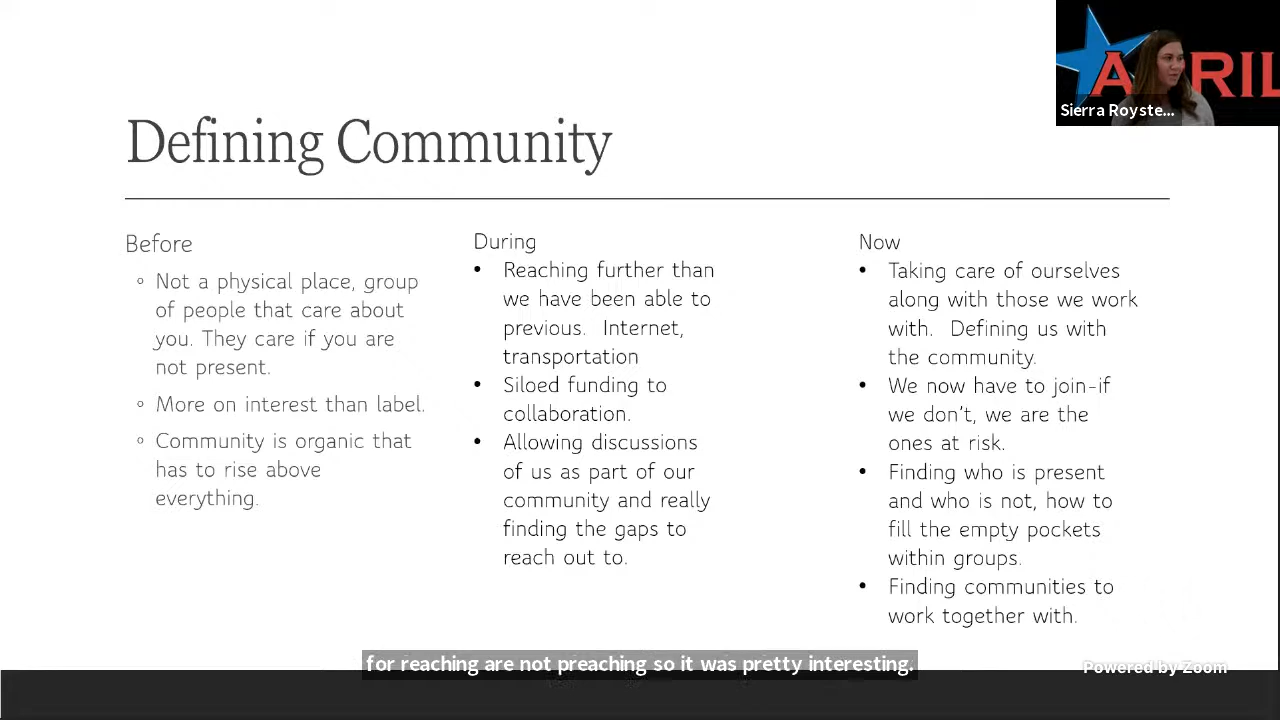 A RIL
Sierra Royste...
Defining Community
Before
Not a physical place, group
of people that care about
you. They care if you are
not present.
More on interest than label.
Community is organic that
has to rise above
everything.
During
Reaching further than
we have been able to
previous. Internet,
transportation
Siloed funding to
collaboration.
Allowing discussions
of us as part of our
community and really
finding the gaps to
reach out to.
Now
Taking care of ourselves
along with those we work
with. Defining us with
the community.
We now have to join-if
we don't, we are the
ones at risk.
Finding who is present
and who is not, how to
fill the empty pockets
within groups.
Finding communities to
work together with.
for reaching are not preaching so it was pretty interesting.
Powered by Zoom